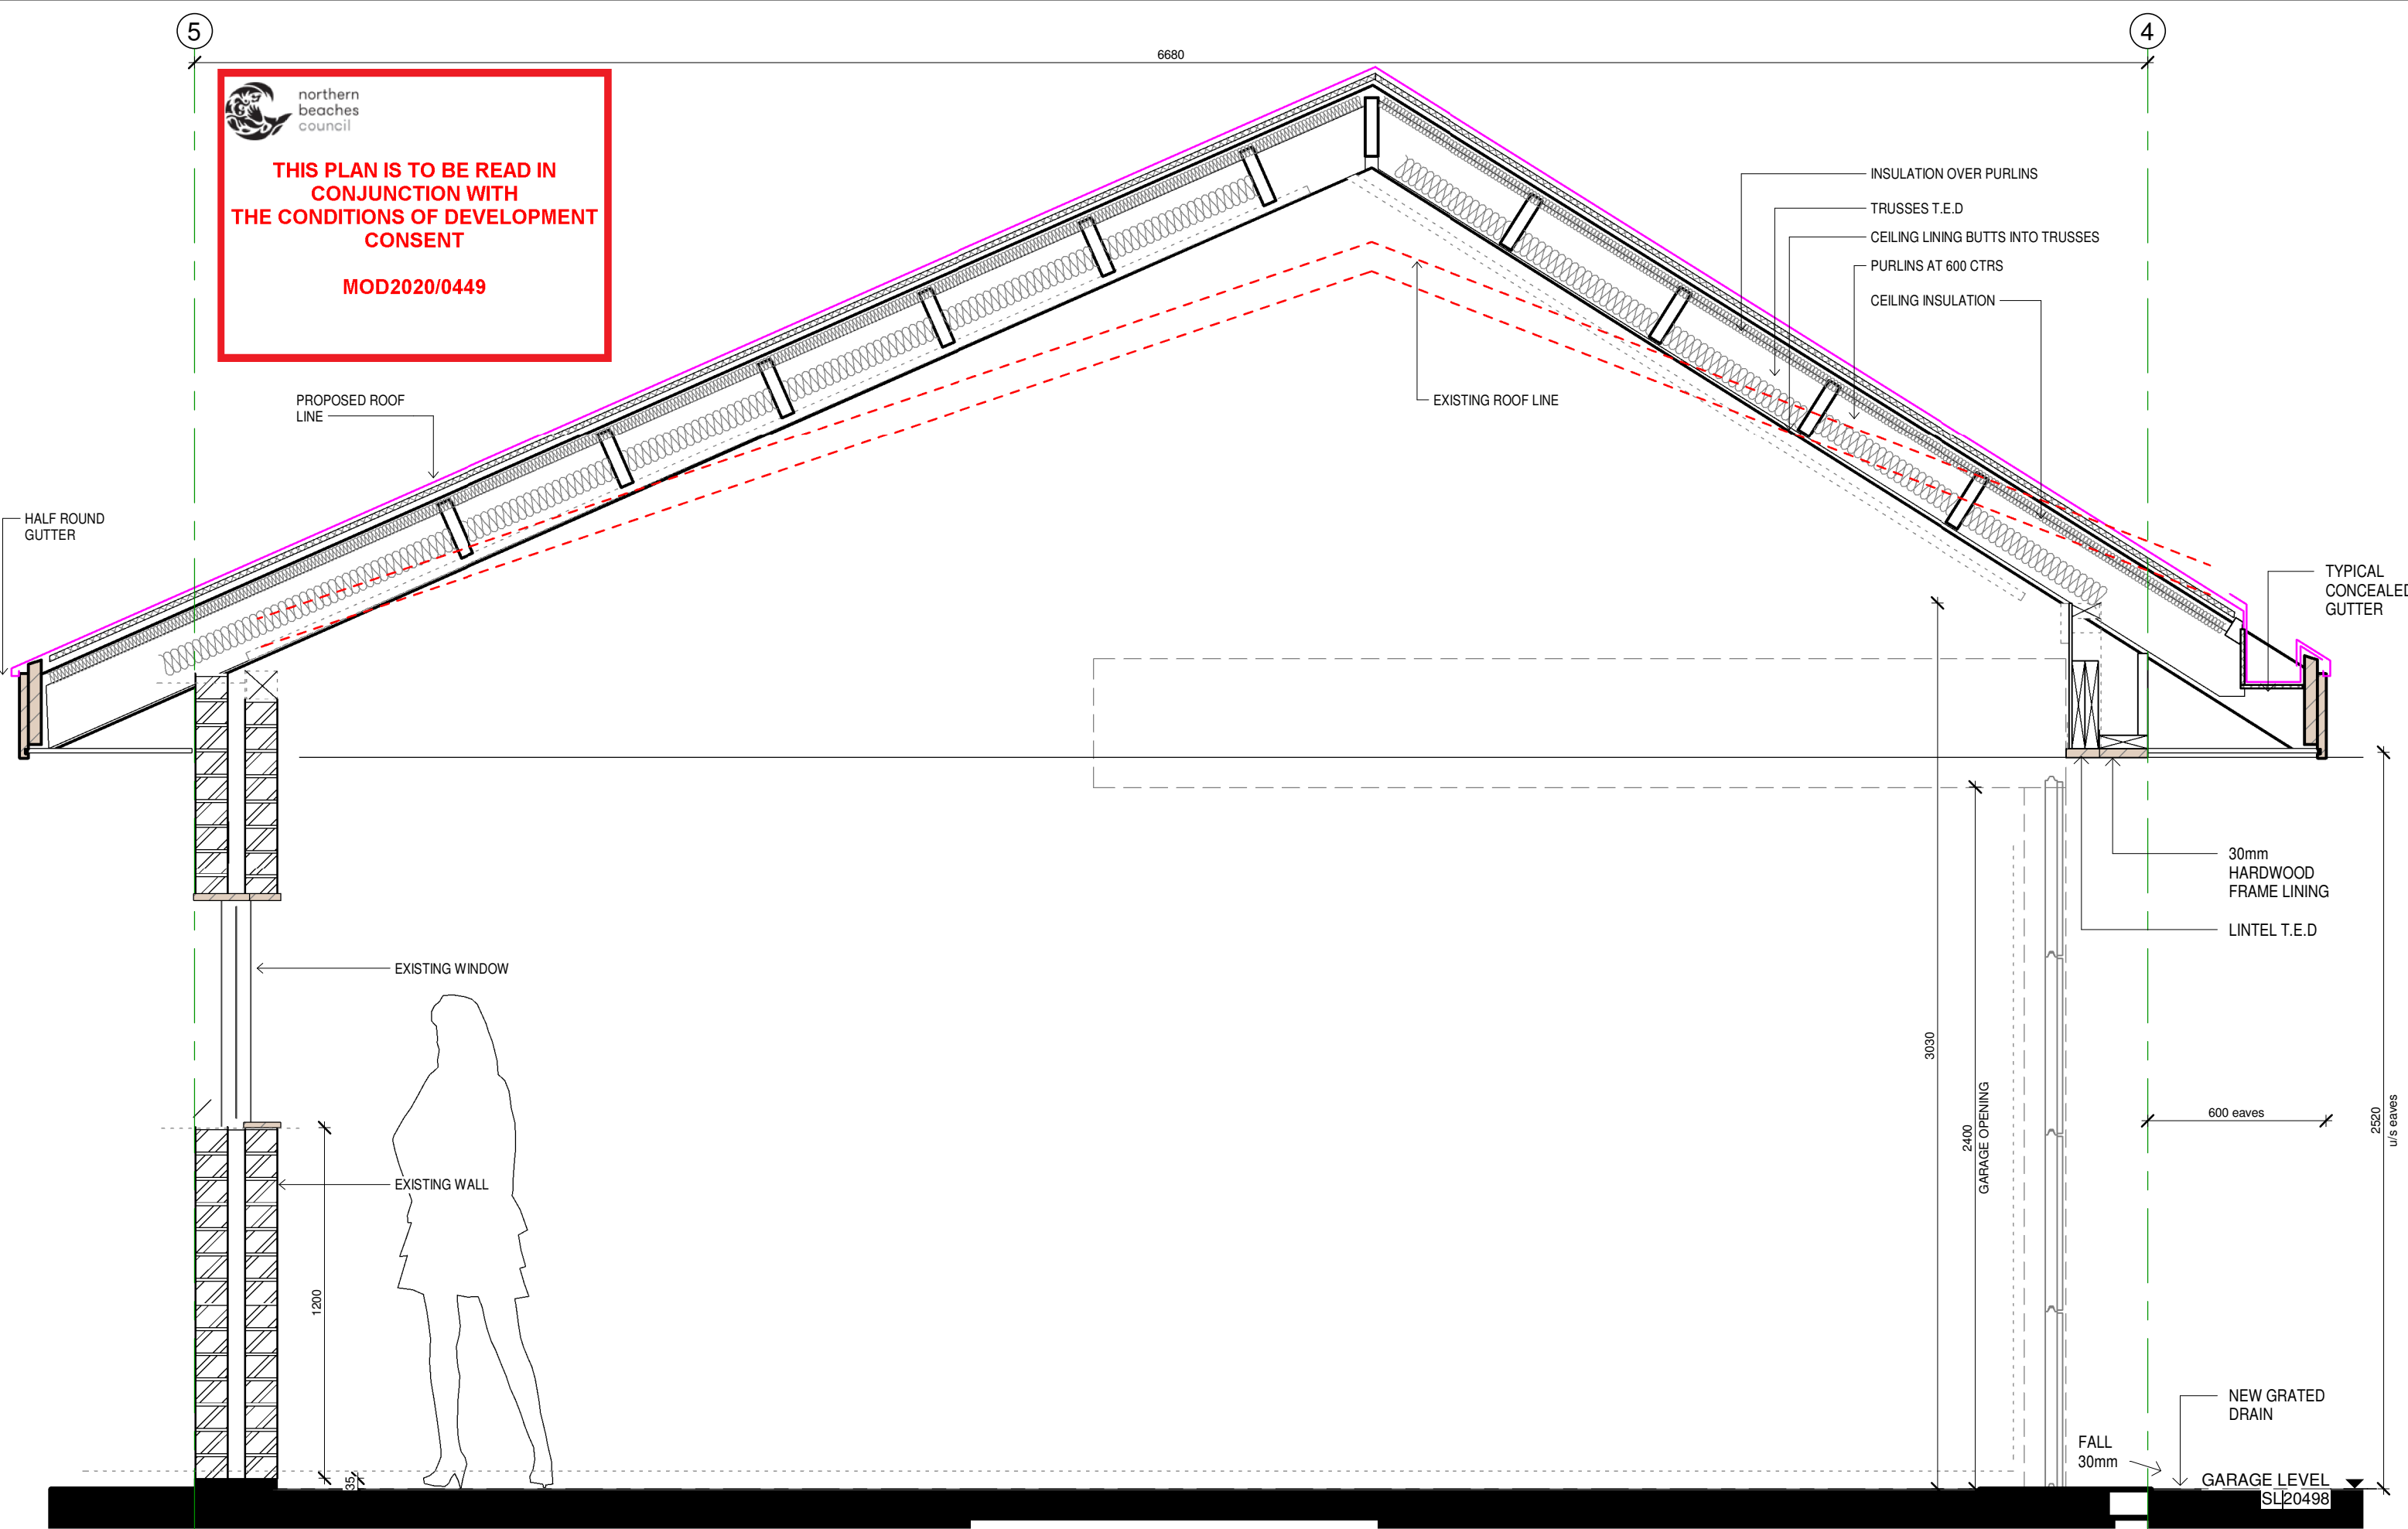 5
4
6680
northern
beaches
council
THIS PLAN IS TO BE READ IN
CONJUNCTION WITH
THE CONDITIONS OF DEVELOPMENT
CONSENT
MOD2020/0449
INSULATION OVER PURLINS
TRUSSES T.E.D
CEILING LINING BUTTS INTO TRUSSES
PURLINS AT 600 CTRS
CEILING INSULATION
PROPOSED ROOF
LINE
EXISTING ROOF LINE
HALF ROUND
GUTTER
TYPICAL
CONCEALED
GUTTER
30mm
HARDWOOD
FRAME LINING
LINTEL T.E.D
EXISTING WINDOW
3030
2400
GARAGE OPENING
600 eaves
2520
u/s eaves
EXISTING WALL
1200
35
NEW GRATED
DRAIN
FALL
30mm
GARAGE LEVEL
SL20498